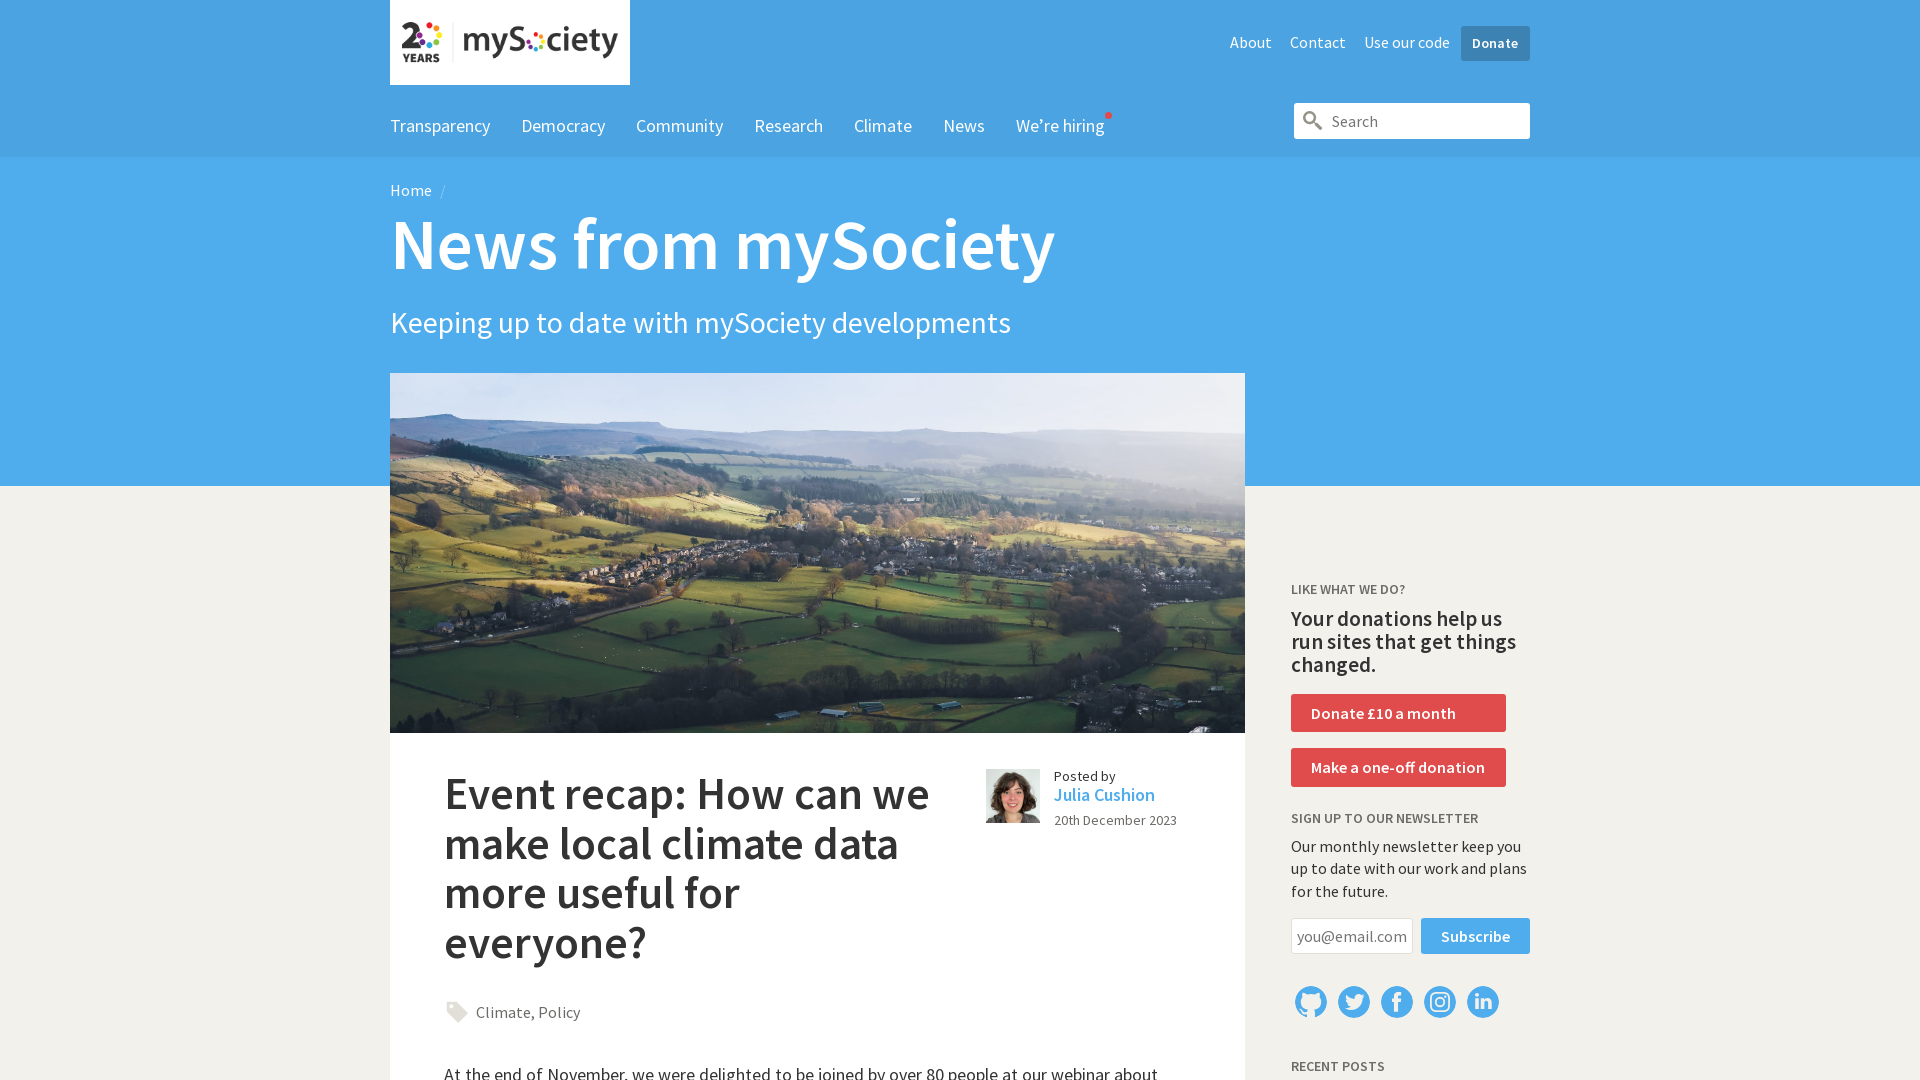 20 YEARS mySociety
About Contact Use our code Donate
Transparency Democracy Community Research Climate News We’re hiring
Search
Home /
News from mySociety
Keeping up to date with mySociety developments
Event recap: How can we
make local climate data
more useful for
everyone?
Posted by
Julia Cushion
20th December 2023
Climate, Policy
At the end of November, we were delighted to be joined by over 80 people at our webinar about
LIKE WHAT WE DO?
Your donations help us
run sites that get things
changed.
Donate £10 a month
Make a one-off donation
SIGN UP TO OUR NEWSLETTER
Our monthly newsletter keep you
up to date with our work and plans
for the future.
you@email.com Subscribe
RECENT POSTS